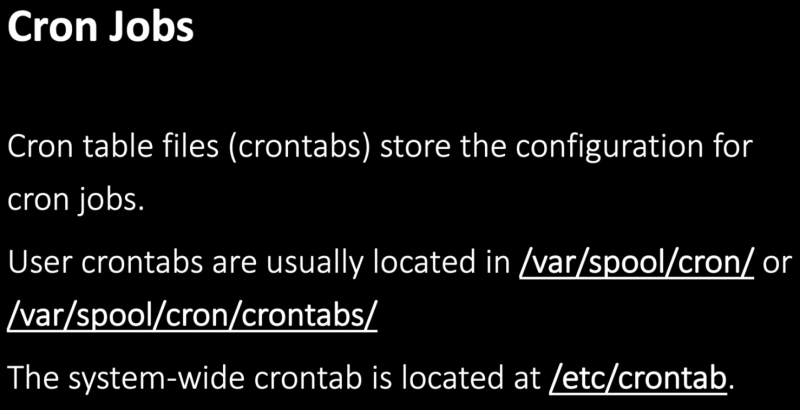 Cron Jobs
Cron table files (crontabs) store the configuration for
cron jobs.
User crontabs are usually located in /var/spool/cron/ or
/var/spool/cron/crontabs/
The system-wide crontab is located at /etc/crontab.